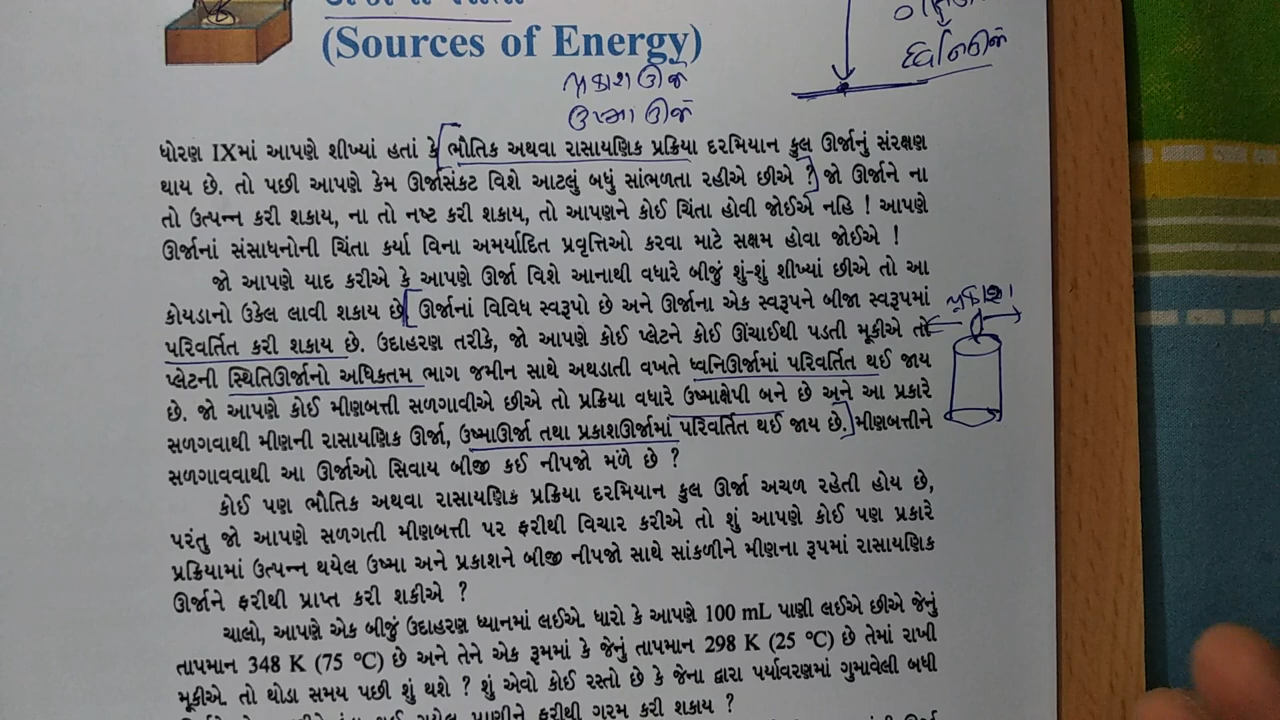 (Sources of Energy)
પ્રકાશ ઊર્જા
ઉષ્મા ઊર્જા
ધ્વનિઊર્જા
ધોરણ IXમાં આપણે શીખ્યાં હતાં કે ભૌતિક અથવા રાસાયણિક પ્રક્રિયા દરમિયાન કુલ ઊર્જાનું સંરક્ષણ
થાય છે. તો પછી આપણે કેમ ઊર્જાસંકટ વિશે આટલું બધું સાંભળતા રહીએ છીએ ? જો ઊર્જાને ના
તો ઉત્પન્ન કરી શકાય, ના તો નષ્ટ કરી શકાય, તો આપણને કોઈ ચિંતા હોવી જોઈએ નહિ ! આપણે
ઊર્જાનાં સંસાધનોની ચિંતા કર્યા વિના અમર્યાદિત પ્રવૃત્તિઓ કરવા માટે સક્ષમ હોવા જોઈએ !
જો આપણે યાદ કરીએ કે આપણે ઊર્જા વિશે આનાથી વધારે બીજું શું-શું શીખ્યાં છીએ તો આ
કોયડાનો ઉકેલ લાવી શકાય છે. ઊર્જાનાં વિવિધ સ્વરૂપો છે અને ઊર્જાના એક સ્વરૂપને બીજા સ્વરૂપમાં
પરિવર્તિત કરી શકાય છે. ઉદાહરણ તરીકે, જો આપણે કોઈ પ્લેટને કોઈ ઊંચાઈથી પડતી મૂકીએ તો
પ્લેટની સ્થિતિઊર્જાનો અધિકતમ ભાગ જમીન સાથે અથડાતી વખતે ધ્વનિઊર્જામાં પરિવર્તિત થઈ જાય
છે. જો આપણે કોઈ મીણબત્તી સળગાવીએ છીએ તો પ્રક્રિયા વધારે ઉષ્માક્ષેપી બને છે અને આ પ્રકારે
સળગવાથી મીણની રાસાયણિક ઊર્જા, ઉષ્માઊર્જા તથા પ્રકાશઊર્જામાં પરિવર્તિત થઈ જાય છે. મીણબત્તીને
સળગાવવાથી આ ઊર્જાઓ સિવાય બીજી કઈ નીપજો મળે છે ?
પ્રકાશ
કોઈ પણ ભૌતિક અથવા રાસાયણિક પ્રક્રિયા દરમિયાન કુલ ઊર્જા અચળ રહેતી હોય છે,
પરંતુ જો આપણે સળગતી મીણબત્તી પર ફરીથી વિચાર કરીએ તો શું આપણે કોઈ પણ પ્રકારે
પ્રક્રિયામાં ઉત્પન્ન થયેલ ઉષ્મા અને પ્રકાશને બીજી નીપજો સાથે સાંકળીને મીણના રૂપમાં રાસાયણિક
ઊર્જાને ફરીથી પ્રાપ્ત કરી શકીએ ?
ચાલો, આપણે એક બીજું ઉદાહરણ ધ્યાનમાં લઈએ. ધારો કે આપણે 100 mL પાણી લઈએ છીએ જેનું
તાપમાન 348 K (75 °C) છે અને તેને એક રૂમમાં કે જેનું તાપમાન 298 K (25 °C) છે તેમાં રાખી
મૂકીએ. તો થોડા સમય પછી શું થશે ? શું એવો કોઈ રસ્તો છે કે જેના દ્વારા પર્યાવરણમાં ગુમાવેલી બધી
પાણીને ફરીથી ગરમ કરી શકાય ?